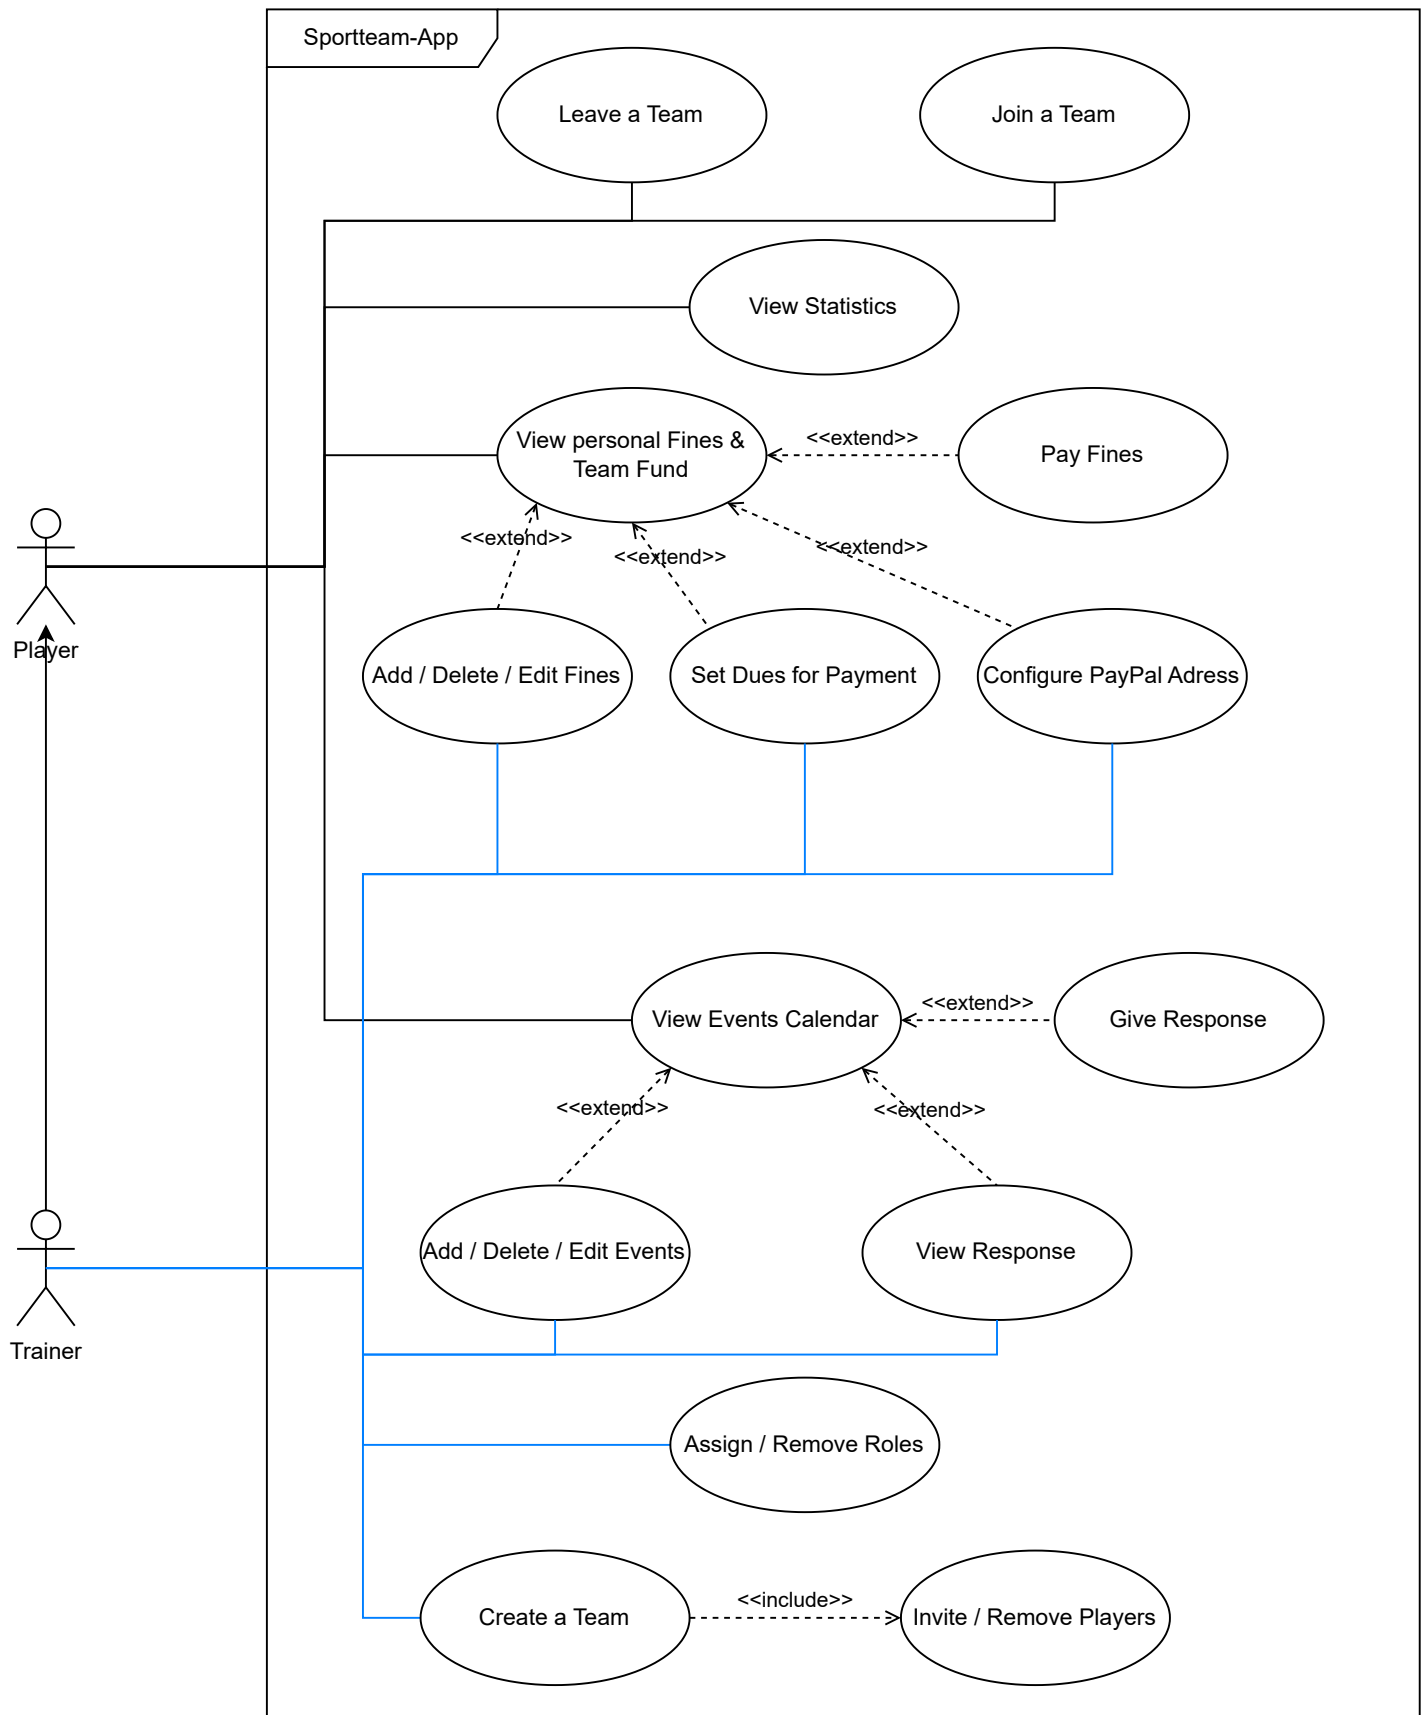 Sportteam-App
Leave a Team
Join a Team
View Statistics
View personal Fines &
Team Fund
<<extend>>
Pay Fines
<<extend>>
<<extend>>
<<extend>>
Player
Add / Delete / Edit Fines
Set Dues for Payment
Configure PayPal Adress
View Events Calendar
<<extend>>
Give Response
<<extend>>
<<extend>>
Add / Delete / Edit Events
View Response
Trainer
Assign / Remove Roles
Create a Team
<<include>>
Invite / Remove Players